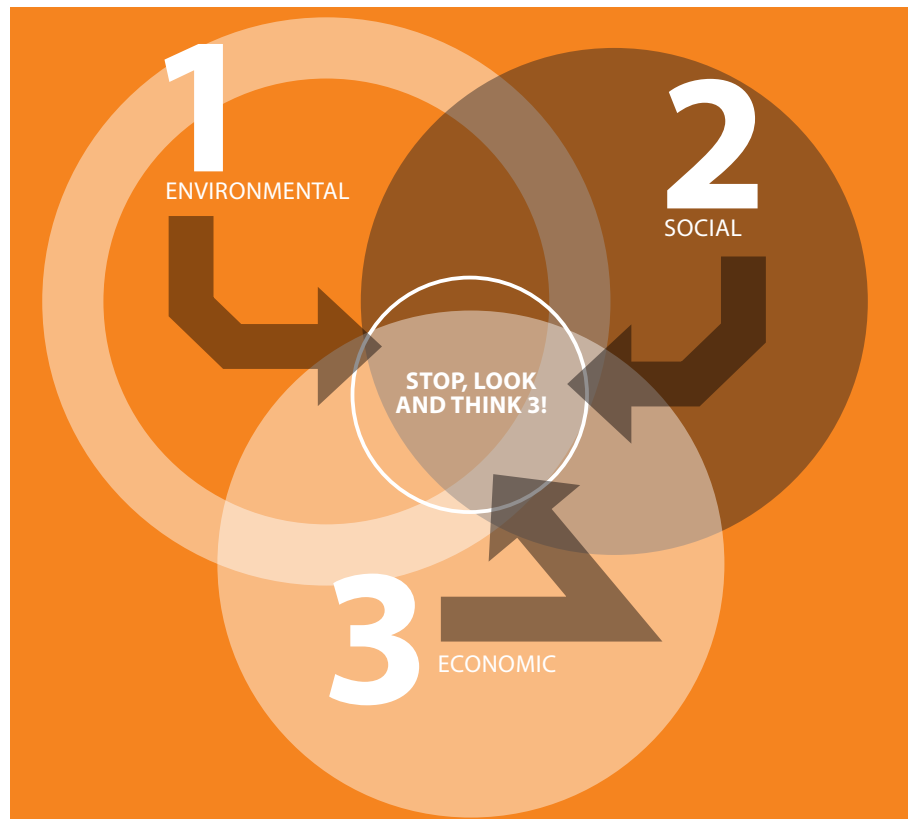 1
ENVIRONMENTAL
2
SOCIAL
STOP, LOOK
AND THINK 3!
3
ECONOMIC